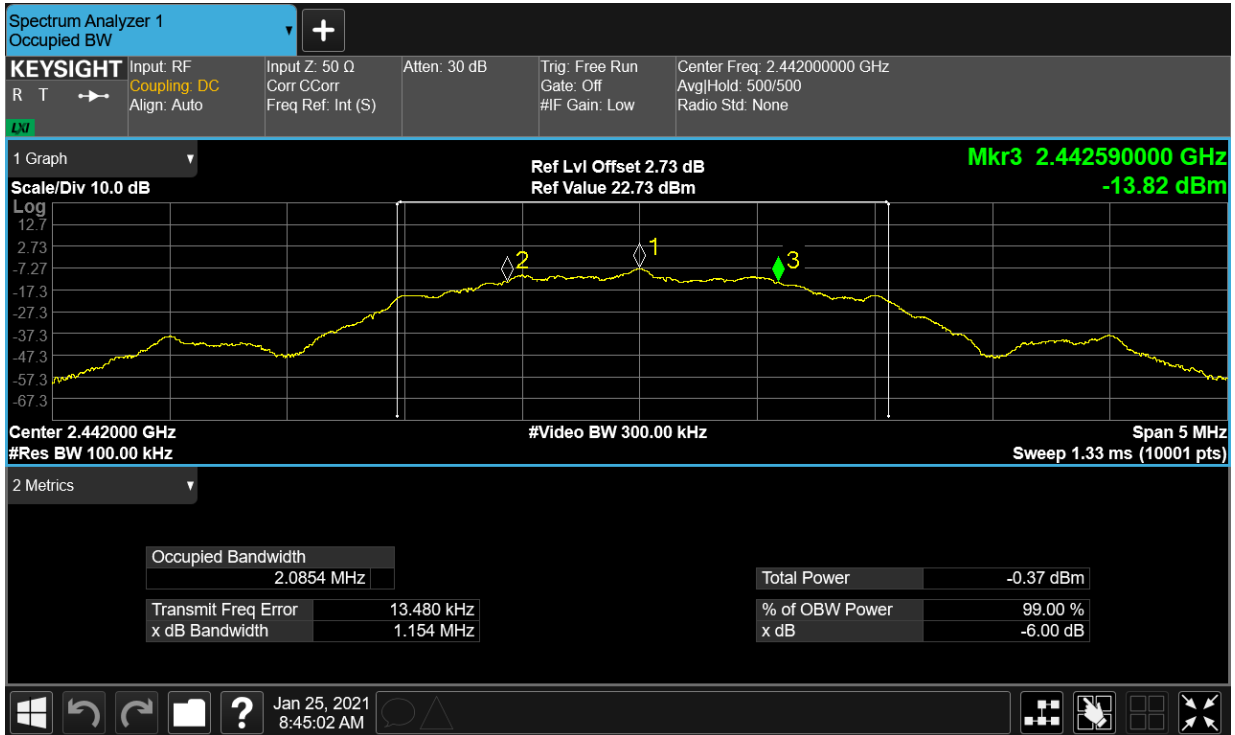 Spectrum Analyzer 1
Occupied BW
KEYSIGHT
R T
LXI
Input: RF
Coupling: DC
Align: Auto
Input Z: 50 Ω
Corr CCorr
Freq Ref: Int (S)
Atten: 30 dB
Trig: Free Run
Gate: Off
#IF Gain: Low
Center Freq: 2.442000000 GHz
Avg|Hold: 500/500
Radio Std: None
1 Graph
Scale/Div 10.0 dB
Ref Lvl Offset 2.73 dB
Ref Value 22.73 dBm
Mkr3 2.442590000 GHz
-13.82 dBm
Log
12.7
2.73
-7.27
-17.3
-27.3
-37.3
-47.3
-57.3
-67.3
2
1
3
Center 2.442000 GHz
#Video BW 300.00 kHz
Span 5 MHz
#Res BW 100.00 kHz
Sweep 1.33 ms (10001 pts)
2 Metrics
Occupied Bandwidth
2.0854 MHz
Total Power -0.37 dBm
Transmit Freq Error 13.480 kHz
% of OBW Power 99.00 %
x dB Bandwidth 1.154 MHz
x dB -6.00 dB
?
Jan 25, 2021
8:45:02 AM